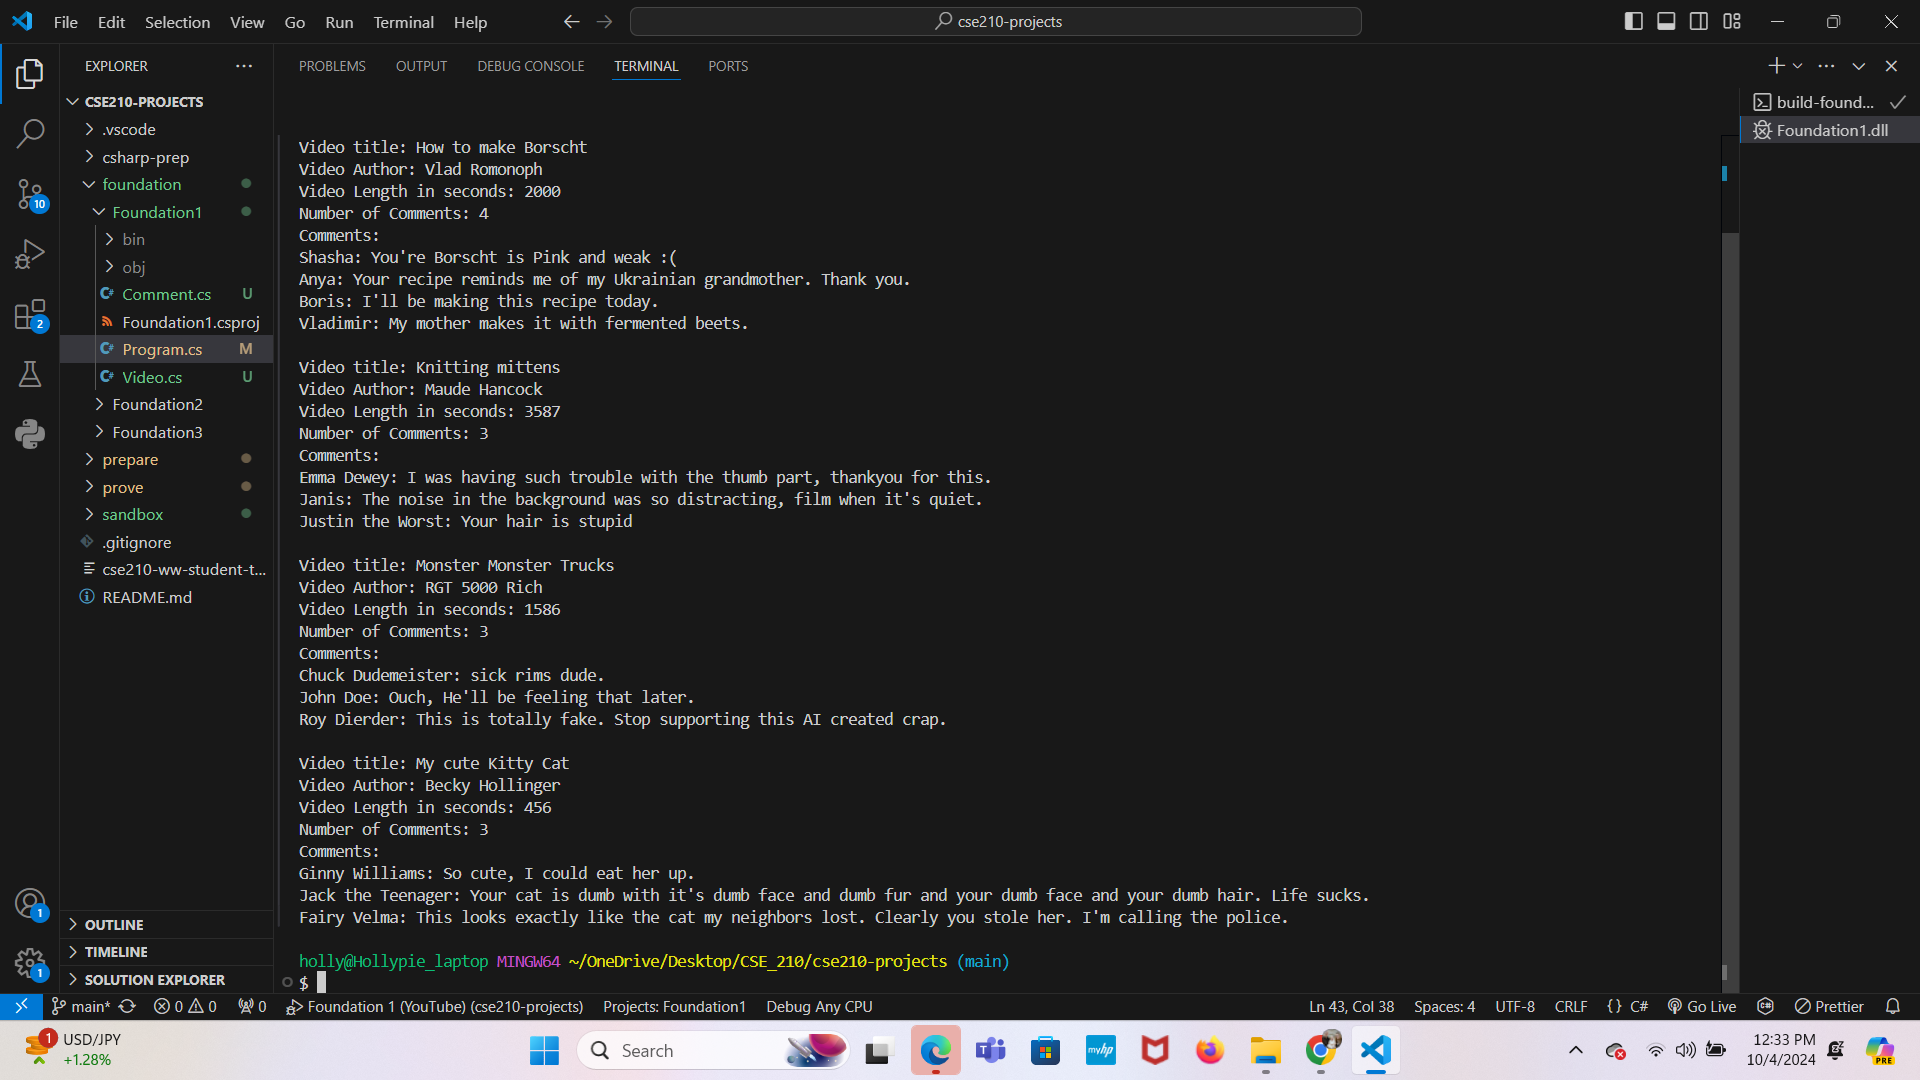 File Edit Selection View Go Run Terminal Help
cse210-projects
EXPLORER
CSE210-PROJECTS
.vscode
csharp-prep
foundation
Foundation1
bin
obj
Comment.cs U
Foundation1.csproj
Program.cs M
Video.cs U
Foundation2
Foundation3
prepare
prove
sandbox
.gitignore
cse210-ww-student-t...
README.md
OUTLINE
TIMELINE
SOLUTION EXPLORER
10
2
1
1
PROBLEMS OUTPUT DEBUG CONSOLE TERMINAL PORTS
Video title: How to make Borscht
Video Author: Vlad Romonoph
Video Length in seconds: 2000
Number of Comments: 4
Comments:
Shasha: You're Borscht is Pink and weak :(
Anya: Your recipe reminds me of my Ukrainian grandmother. Thank you.
Boris: I'll be making this recipe today.
Vladimir: My mother makes it with fermented beets.
Video title: Knitting mittens
Video Author: Maude Hancock
Video Length in seconds: 3587
Number of Comments: 3
Comments:
Emma Dewey: I was having such trouble with the thumb part, thankyou for this.
Janis: The noise in the background was so distracting, film when it's quiet.
Justin the Worst: Your hair is stupid
Video title: Monster Monster Trucks
Video Author: RGT 5000 Rich
Video Length in seconds: 1586
Number of Comments: 3
Comments:
Chuck Dudemeister: sick rims dude.
John Doe: Ouch, He'll be feeling that later.
Roy Dierder: This is totally fake. Stop supporting this AI created crap.
Video title: My cute Kitty Cat
Video Author: Becky Hollinger
Video Length in seconds: 456
Number of Comments: 3
Comments:
Ginny Williams: So cute, I could eat her up.
Jack the Teenager: Your cat is dumb with it's dumb face and dumb fur and your dumb face and your dumb hair. Life sucks.
Fairy Velma: This looks exactly like the cat my neighbors lost. Clearly you stole her. I'm calling the police.
holly@Hollypie_laptop MINGW64 ~/OneDrive/Desktop/CSE_210/cse210-projects (main)
$
build-found...
Foundation1.dll
main* 0 0 0 Foundation 1 (YouTube) (cse210-projects) Projects: Foundation1 Debug Any CPU Ln 43, Col 38 Spaces: 4 UTF-8 CRLF {} C# Go Live Prettier
1 USD/JPY
+1.28%
Search
myhp
12:33 PM
10/4/2024
PRE